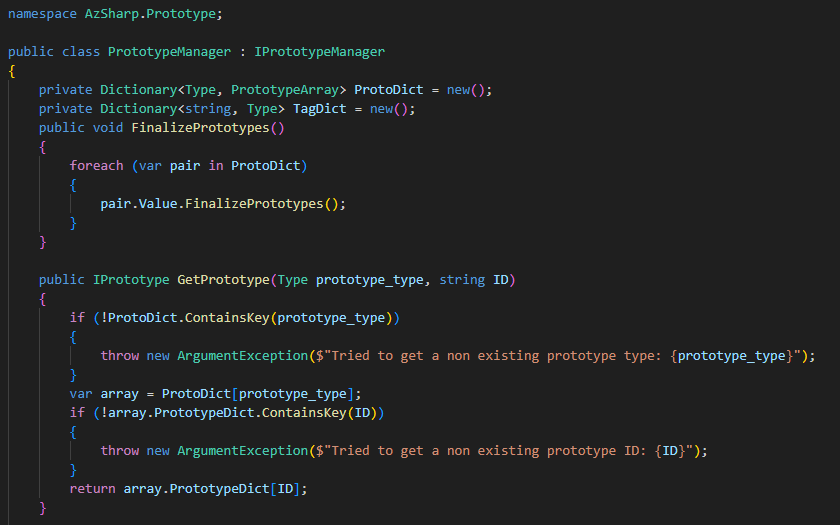 namespace AzSharp.Prototype;
public class PrototypeManager : IPrototypeManager
{
    private Dictionary<Type, PrototypeArray> ProtoDict = new();
    private Dictionary<string, Type> TagDict = new();
    public void FinalizePrototypes()
    {
        foreach (var pair in ProtoDict)
        {
            pair.Value.FinalizePrototypes();
        }
    }
    public IPrototype GetPrototype(Type prototype_type, string ID)
    {
        if (!ProtoDict.ContainsKey(prototype_type))
        {
            throw new ArgumentException($"Tried to get a non existing prototype type: {prototype_type}");
        }
        var array = ProtoDict[prototype_type];
        if (!array.PrototypeDict.ContainsKey(ID))
        {
            throw new ArgumentException($"Tried to get a non existing prototype ID: {ID}");
        }
        return array.PrototypeDict[ID];
    }